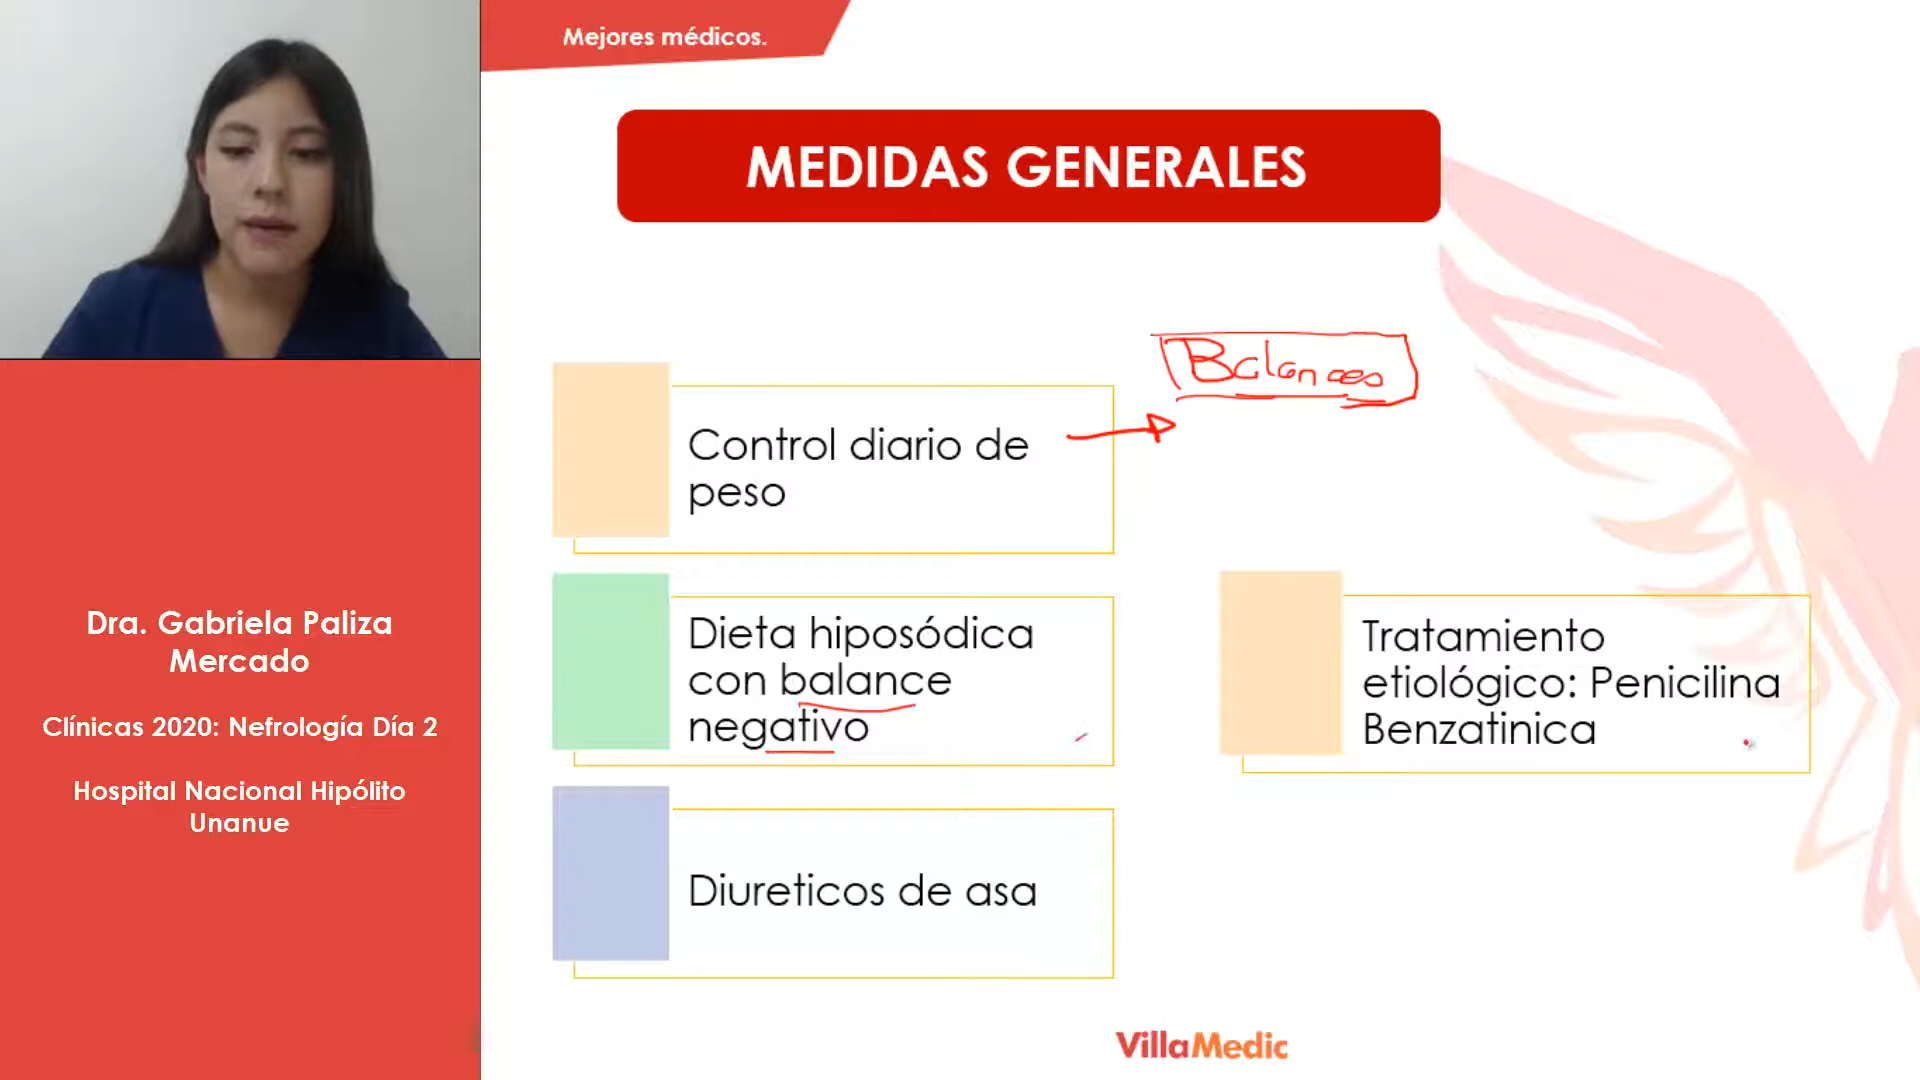 Mejores médicos.
MEDIDAS GENERALES
Balances
Control diario de
peso
Dieta hiposódica
con balance
negativo
Diureticos de asa
Tratamiento
etiológico: Penicilina
Benzatinica
Dra. Gabriela Paliza
Mercado
Clínicas 2020: Nefrología Día 2
Hospital Nacional Hipólito
Unanue
VillaMedic